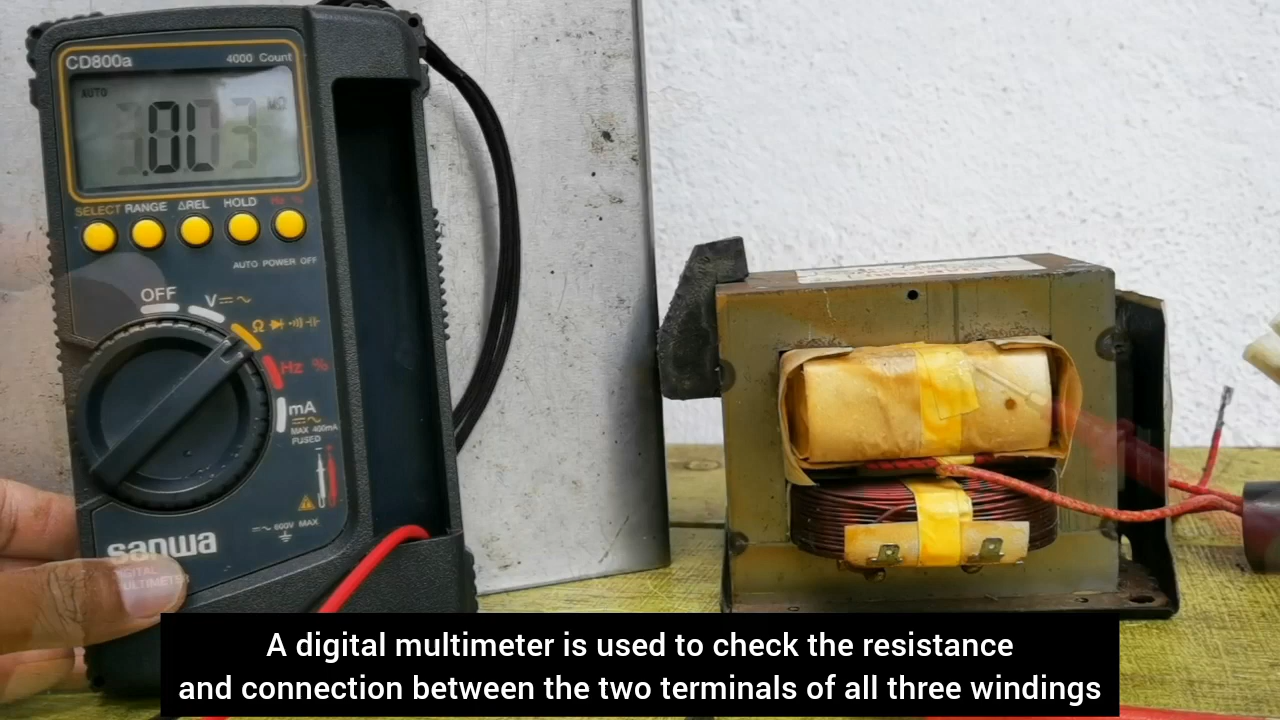 CD800a
4000 Count
AUTO
MΩ
SELECT RANGE ΔREL HOLD Hz %
AUTO POWER OFF
OFF
V
Ω
Hz %
mA
MAX 400mA
FUSED
600V MAX
sanwa
DIGITAL
MULTIMETER
A digital multimeter is used to check the resistance
and connection between the two terminals of all three windings